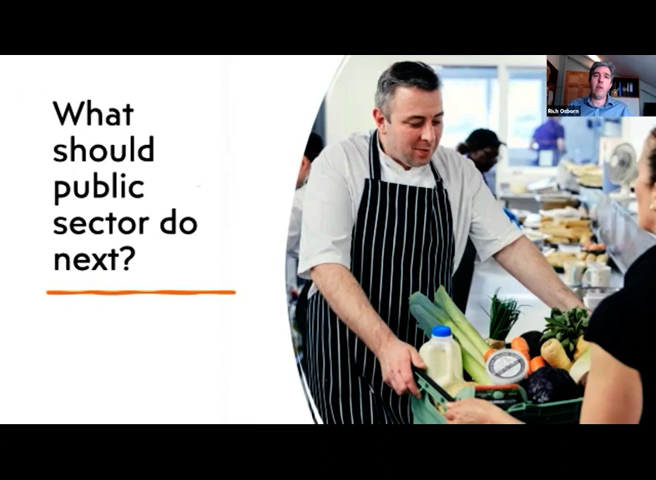 What
should
public
sector do
next?
Rich Osborn